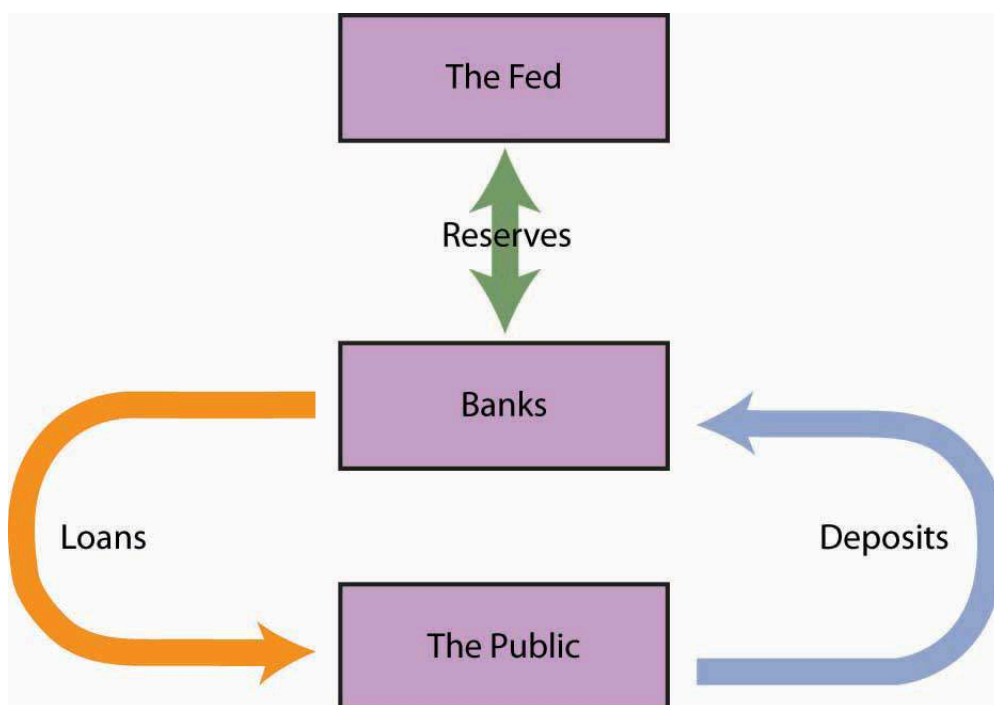 The Fed
Reserves
Banks
Loans
Deposits
The Public